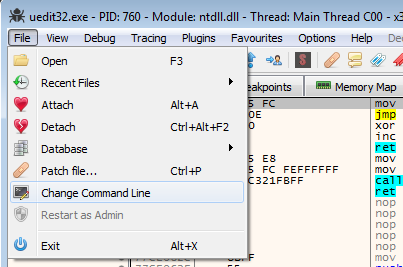 uedit32.exe - PID: 760 - Module: ntdll.dll - Thread: Main Thread C00 - x3
File View Debug Tracing Plugins Favourites Options Help De
Open F3
Recent Files
Attach Alt+A
Detach Ctrl+Alt+F2
Database
Patch file... Ctrl+P
Change Command Line
Restart as Admin
Exit Alt+X
eakpoints Memory Map
5 FC mov
0E jmp
0 xor
inc
ret
5 E8 mov
5 FC FEFFFFFF mov
C321FBFF call
ret
nop
nop
nop
nop
nop